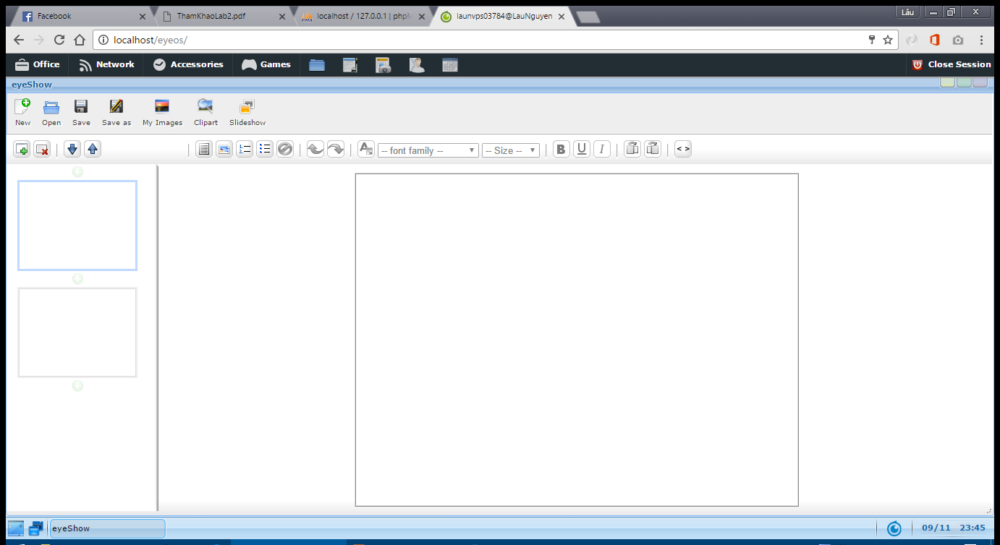 Facebook
ThamKhaoLab2.pdf
localhost / 127.0.0.1 | phpM
launvps03784@LauNguyen
Lâu
localhost/eyeos/
Office
Network
Accessories
Games
Close Session
eyeShow
New
Open
Save
Save as
My Images
Clipart
Slideshow
-- font family --
-- Size --
B
U
I
< >
eyeShow
09/11 23:45